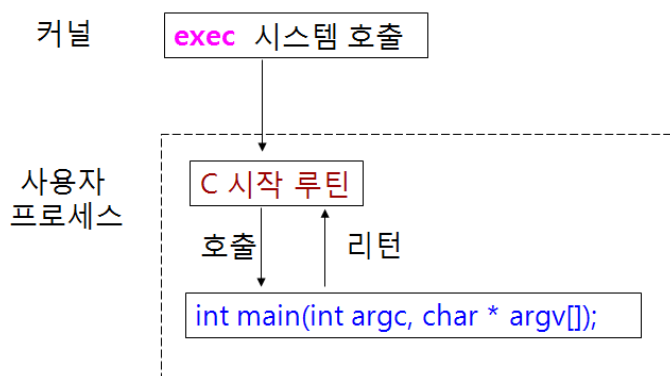 커널
exec 시스템 호출
사용자
프로세스
C 시작 루틴
호출
리턴
int main(int argc, char * argv[]);